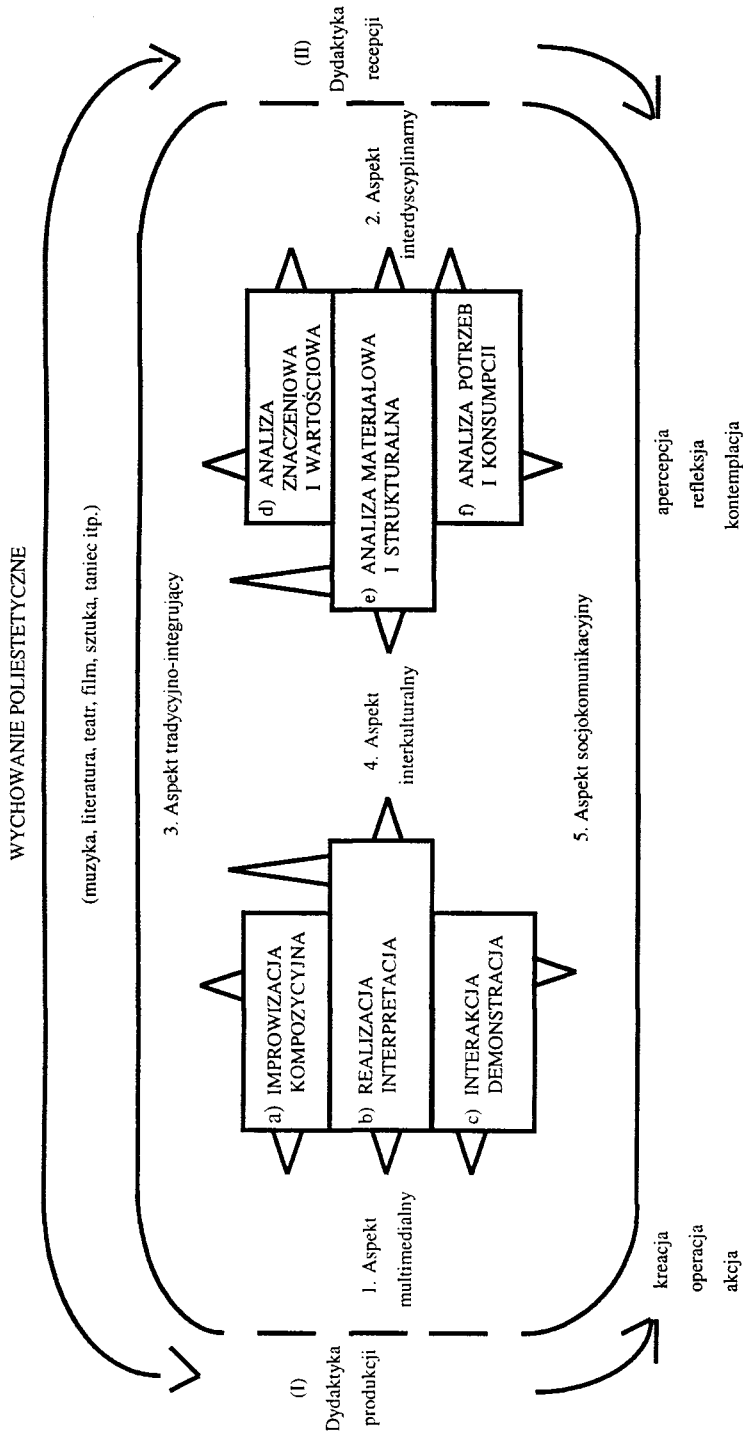 WYCHOWANIE POLIESTETYCZNE
(muzyka, literatura, teatr, film, sztuka, taniec itp.)
3. Aspekt tradycyjno-integrujący
(I)
Dydaktyka
produkcji
1. Aspekt
multimedialny
a) IMPROWIZACJA
KOMPOZYCYJNA
b) REALIZACJA
INTERPRETACJA
c) INTERAKCJA
DEMONSTRACJA
4. Aspekt
interkulturalny
d) ANALIZA
ZNACZENIOWA
I WARTOŚCIOWA
e) ANALIZA MATERIAŁOWA
I STRUKTURALNA
f) ANALIZA POTRZEB
I KONSUMPCJI
2. Aspekt
interdyscyplinarny
(II)
Dydaktyka
recepcji
5. Aspekt socjokomunikacyjny
kreacja
operacja
akcja
apercepcja
refleksja
kontemplacja